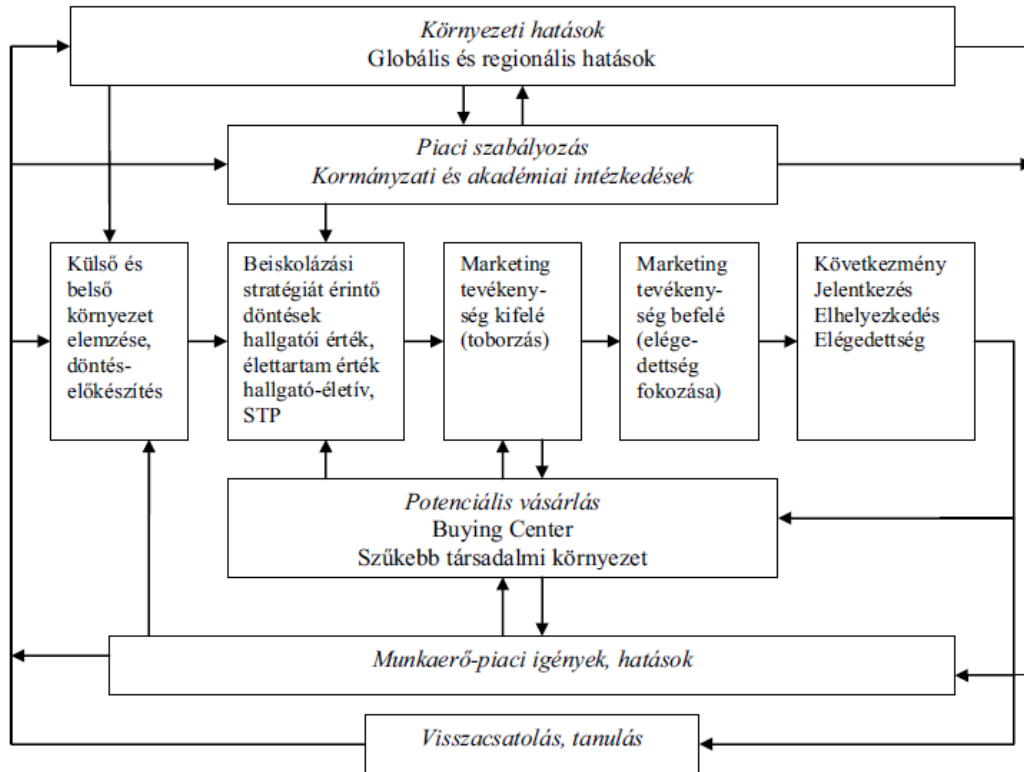 Környezeti hatások
Globális és regionális hatások
Piaci szabályozás
Kormányzati és akadémiai intézkedések
Külső és
belső
környezet
elemzése,
döntés-
előkészítés
Beiskolázási
stratégiát érintő
döntések
hallgatói érték,
élettartam érték
hallgató-életív,
STP
Marketing
tevékeny-
ség kifelé
(toborzás)
Marketing
tevékeny-
ség befelé
(elége-
dettség
fokozása)
Következmény
Jelentkezés
Elhelyezkedés
Elégedettség
Potenciális vásárlás
Buying Center
Szűkebb társadalmi környezet
Munkaerő-piaci igények, hatások
Visszacsatolás, tanulás